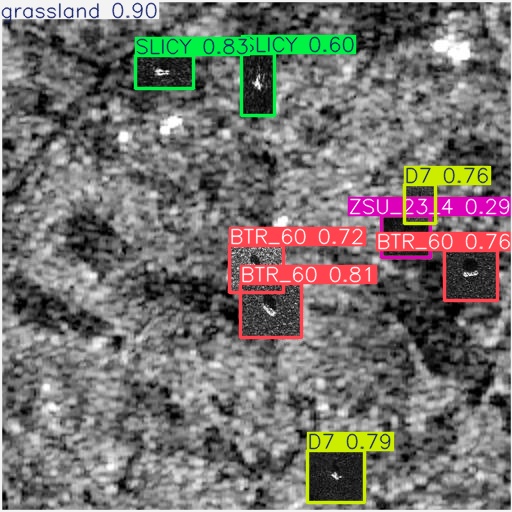 grassland 0.90
SLICY 0.83
SLICY 0.60
D7 0.76
ZSU_23_4 0.29
BTR_60 0.72
BTR_60 0.76
BTR_60 0.81
D7 0.79